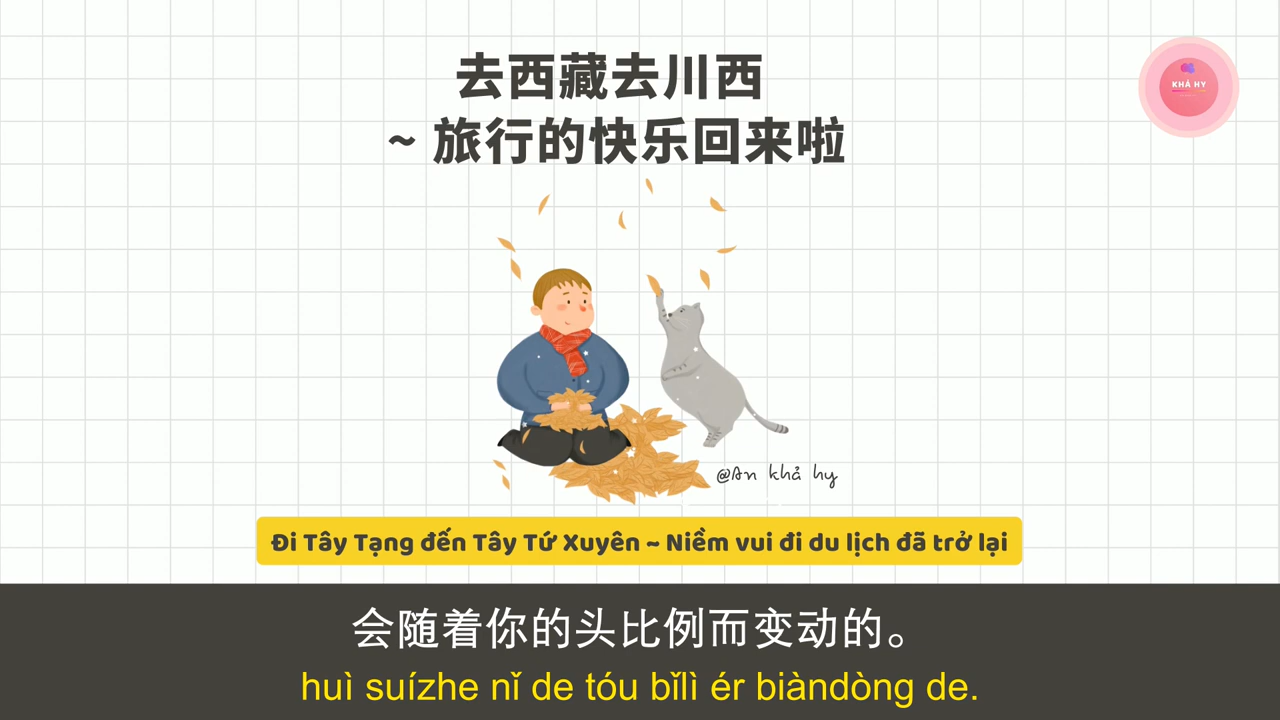 去西藏去川西
~ 旅行的快乐回来啦
KHẢ HY
@An khả hy
Đi Tây Tạng đến Tây Tứ Xuyên ~ Niềm vui đi du lịch đã trở lại
会随着你的头比例而变动的。
huì suízhe nǐ de tóu bǐlì ér biàndòng de.